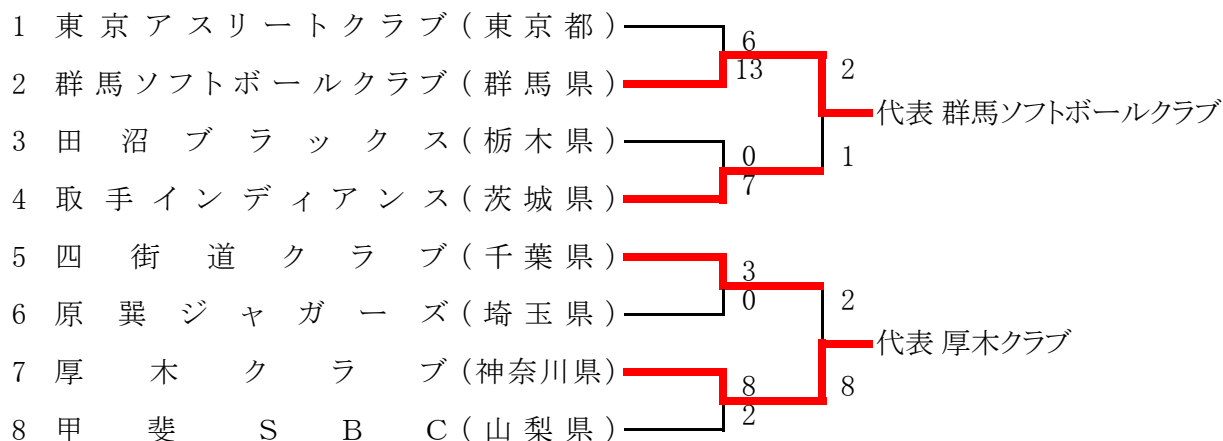 1 東京アスリートクラブ(東京都)
6
2 群馬ソフトボールクラブ(群馬県)
13
2
代表 群馬ソフトボールクラブ
3 田沼ブラックス(栃木県)
0
1
4 取手インディアンス(茨城県)
7
5 四街道クラブ(千葉県)
3
6 原巽ジャガーズ(埼玉県)
0
2
代表 厚木クラブ
7 厚木クラブ(神奈川県)
8
8
8 甲斐SBC(山梨県)
2